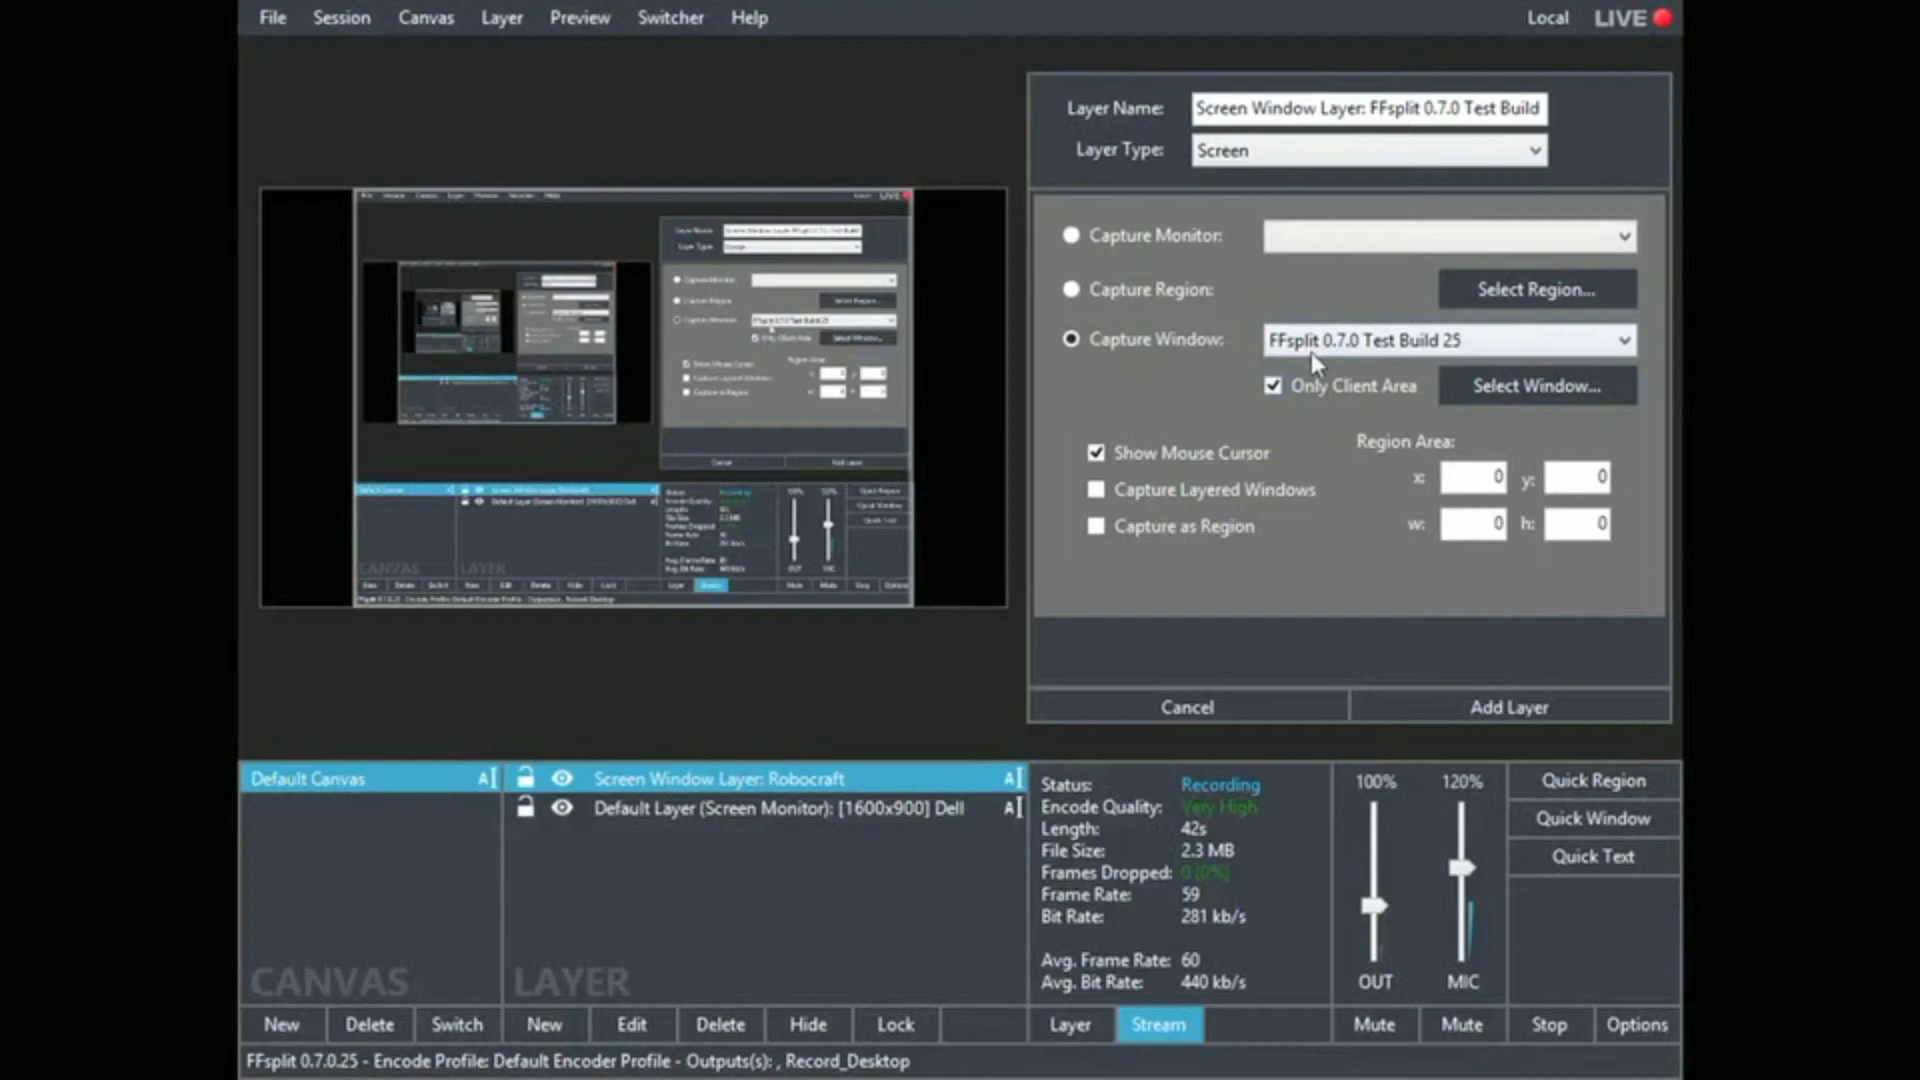 File Session Canvas Layer Preview Switcher Help Local LIVE
Layer Name: Screen Window Layer: FFsplit 0.7.0 Test Build
Layer Type: Screen
Capture Monitor:
Capture Region: Select Region...
Capture Window: FFsplit 0.7.0 Test Build 25
Only Client Area Select Window...
Show Mouse Cursor Region Area:
Capture Layered Windows x: 0 y: 0
Capture as Region w: 0 h: 0
Cancel Add Layer
Default Canvas A
CANVAS
New Delete Switch
Screen Window Layer: Robocraft A
Default Layer (Screen Monitor): [1600x900] Dell A
LAYER
New Edit Delete Hide Lock
Status: Recording
Encode Quality: Very High
Length: 42s
File Size: 2.3 MB
Frames Dropped: 0 (0%)
Frame Rate: 59
Bit Rate: 281 kb/s
Avg. Frame Rate: 60
Avg. Bit Rate: 440 kb/s
Layer Stream
100% 120%
OUT MIC
Mute Mute
Quick Region
Quick Window
Quick Text
Stop Options
FFsplit 0.7.0.25 - Encode Profile: Default Encoder Profile - Outputs(s): , Record_Desktop